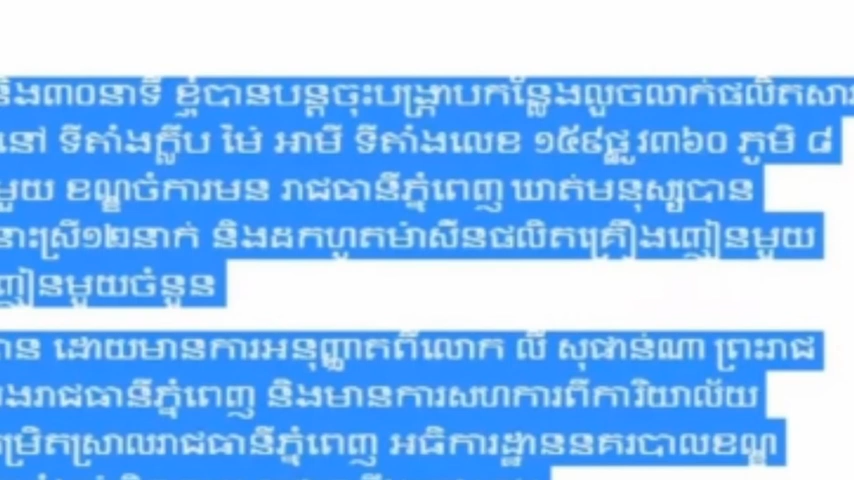 និង៣០នាទី ខ្ញុំបានបន្តចុះបង្ក្រាបកន្លែងលួចលាក់ផលិតសារ
នៅ ទីតាំងក្លឹប ម៉ៃ អាមី ទីតាំងលេខ ១៥៩ផ្លូវ៣៦០ ភូមិ ៨
មួយ ខណ្ឌចំការមន រាជធានីភ្នំពេញ ឃាត់មនុស្សបាន
នោះស្រី១២នាក់ និងដកហូតម៉ាស៊ីនផលិតគ្រឿងញៀនមួយ
ញៀនមួយចំនួន
បាន ដោយមានការអនុញ្ញាតពីលោក លី សុផាន់ណា ព្រះរាជ
រាជធានីភ្នំពេញ និងមានការសហការពីការិយាល័យ
កម្រិតស្រាលរាជធានីភ្នំពេញ អធិការដ្ឋាននគរបាលខណ្ឌ